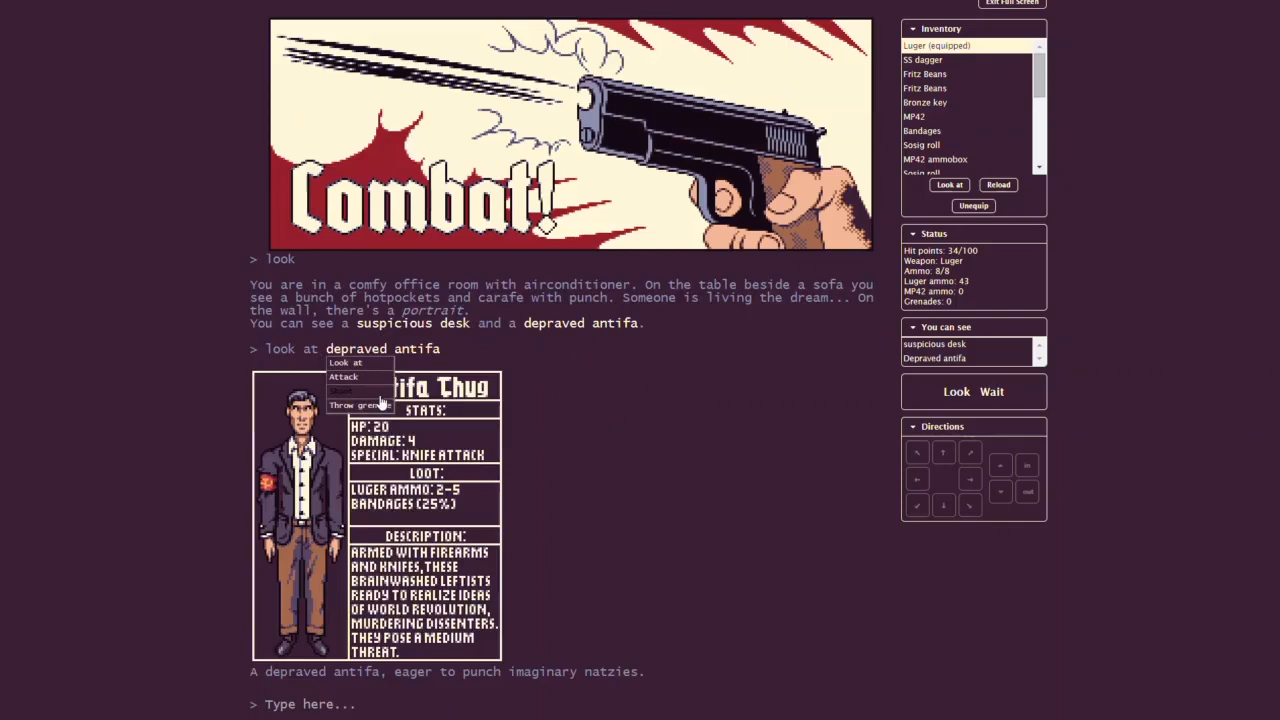 Exit Full Screen
Combat!
> look
You are in a comfy office room with airconditioner. On the table beside a sofa you
see a bunch of hotpockets and carafe with punch. Someone is living the dream... On
the wall, there's a portrait.
You can see a suspicious desk and a depraved antifa.
> look at depraved antifa
Look at
Attack
Throw
Thug
STATS:
HP: 20
DAMAGE: 4
SPECIAL: KNIFE ATTACK
LOOT:
LUGER AMMO: 2-5
BANDAGES (25%)
DESCRIPTION:
ARMED WITH FIREARMS
AND KNIFES,THESE
BRAINWASHED LEFTISTS
READY TO REALIZE IDEAS
OF WORLD REVOLUTION,
MURDERING DISSENTERS.
THEY POSE A MEDIUM
THREAT.
A depraved antifa, eager to punch imaginary natzies.
> Type here...
Inventory
Luger (equipped)
SS dagger
Fritz Beans
Fritz Beans
Bronze key
MP42
Bandages
Sosig roll
MP42 ammobox
Sosig roll
Look at
Reload
Unequip
Status
Hit points: 34/100
Weapon: Luger
Ammo: 8/8
Luger ammo: 43
MP42 ammo: 0
Grenades: 0
You can see
suspicious desk
Depraved antifa
Look Wait
Directions
in
out